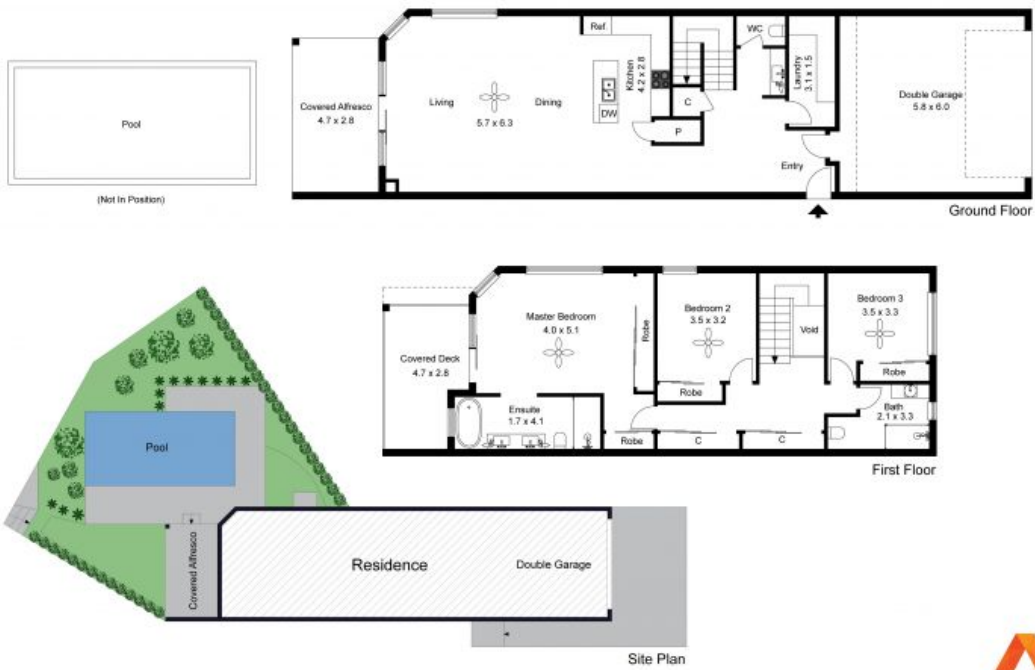 Pool
(Not In Position)
Covered Alfresco
4.7 x 2.8
Living
Dining
5.7 x 6.3
Ref
Kitchen
4.2 x 2.8
DW
C
P
WC
Laundry
3.1 x 1.5
Entry
Double Garage
5.8 x 6.0
Ground Floor
Covered Deck
4.7 x 2.8
Master Bedroom
4.0 x 5.1
Robe
Ensuite
1.7 x 4.1
Robe
Bedroom 2
3.5 x 3.2
Robe
C
C
Void
Bedroom 3
3.5 x 3.3
Robe
Bath
2.1 x 3.3
First Floor
Pool
Covered Alfresco
Residence
Double Garage
Site Plan